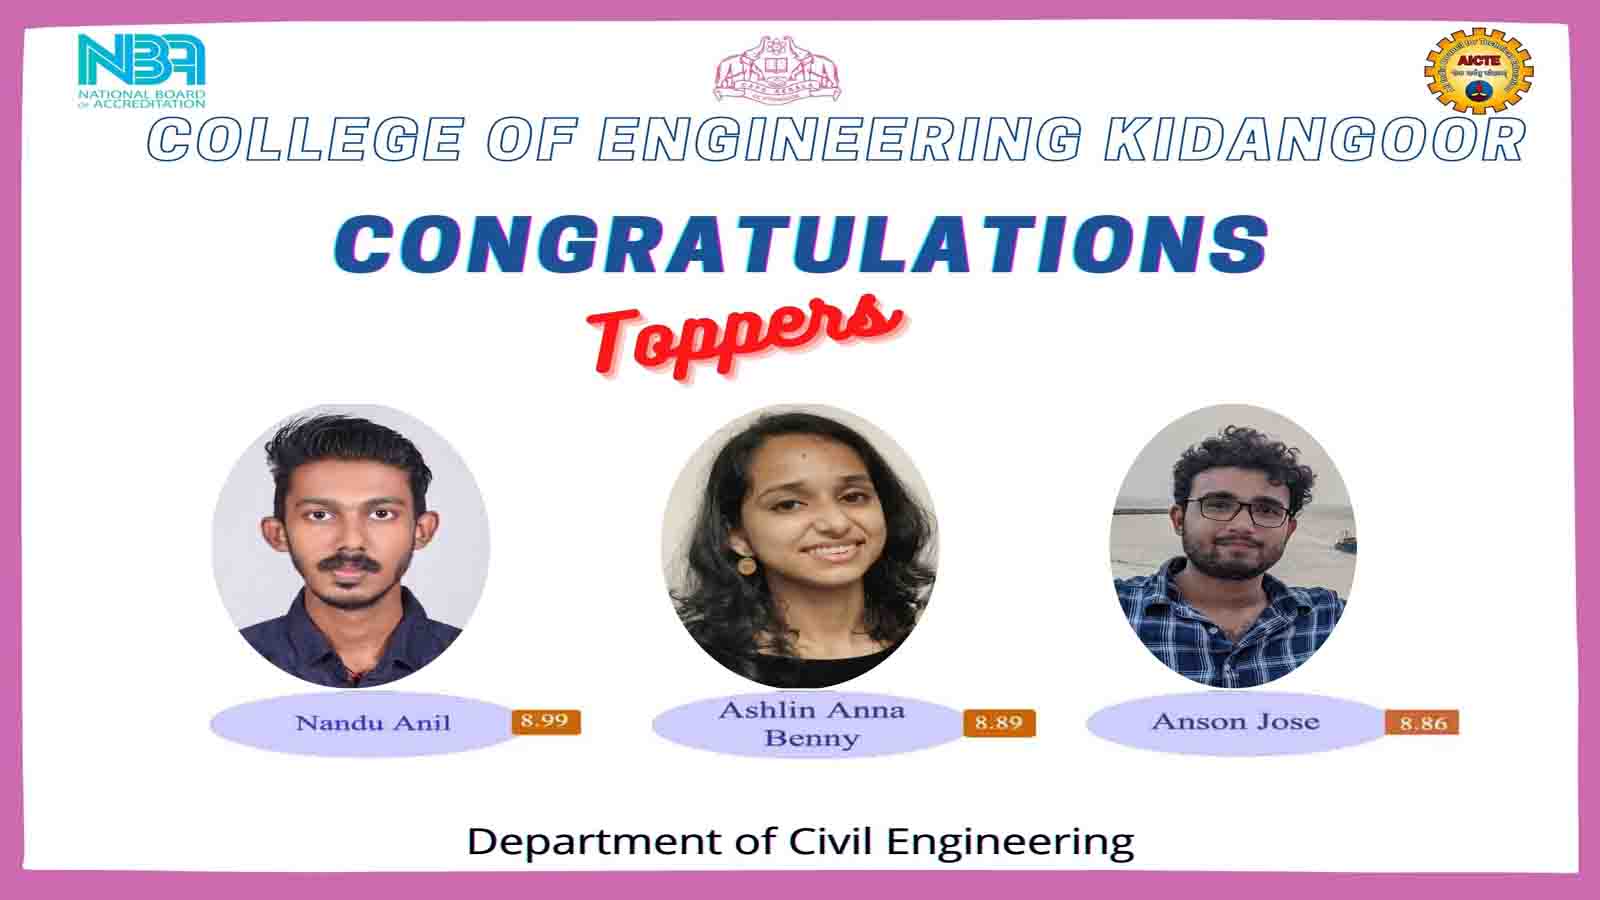 NBA
NATIONAL BOARD
OF ACCREDITATION
AICTE
COLLEGE OF ENGINEERING KIDANGOOR
CONGRATULATIONS
Toppers
Nandu Anil 8.99
Ashlin Anna
Benny 8.89
Anson Jose 8.86
Department of Civil Engineering